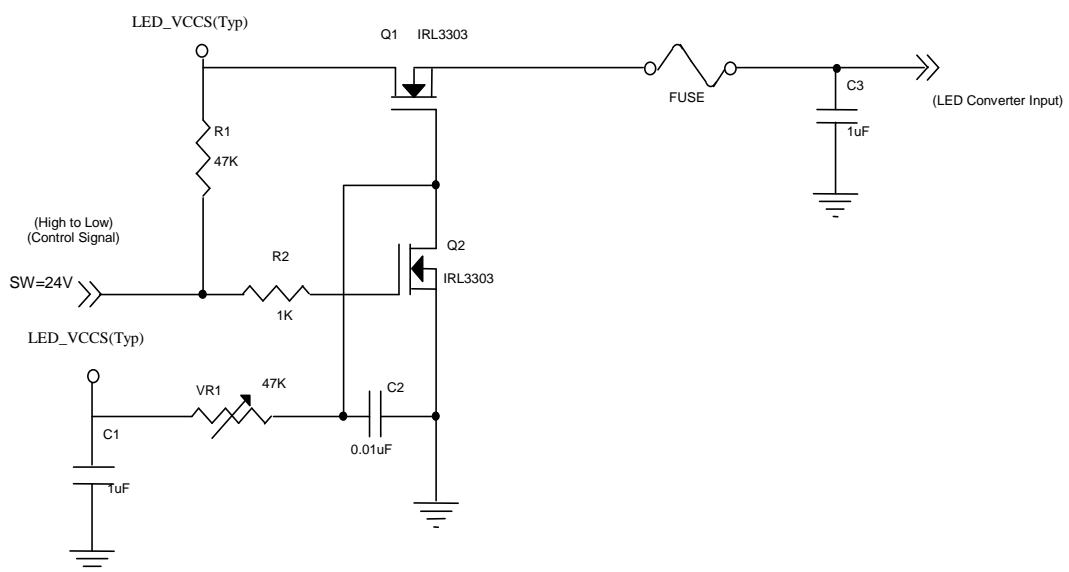 LED_VCCS(Typ)
Q1 IRL3303
FUSE
C3
1uF
(LED Converter Input)
R1
47K
(High to Low)
(Control Signal)
SW=24V
R2
1K
Q2
IRL3303
LED_VCCS(Typ)
VR1
47K
C2
0.01uF
C1
1uF